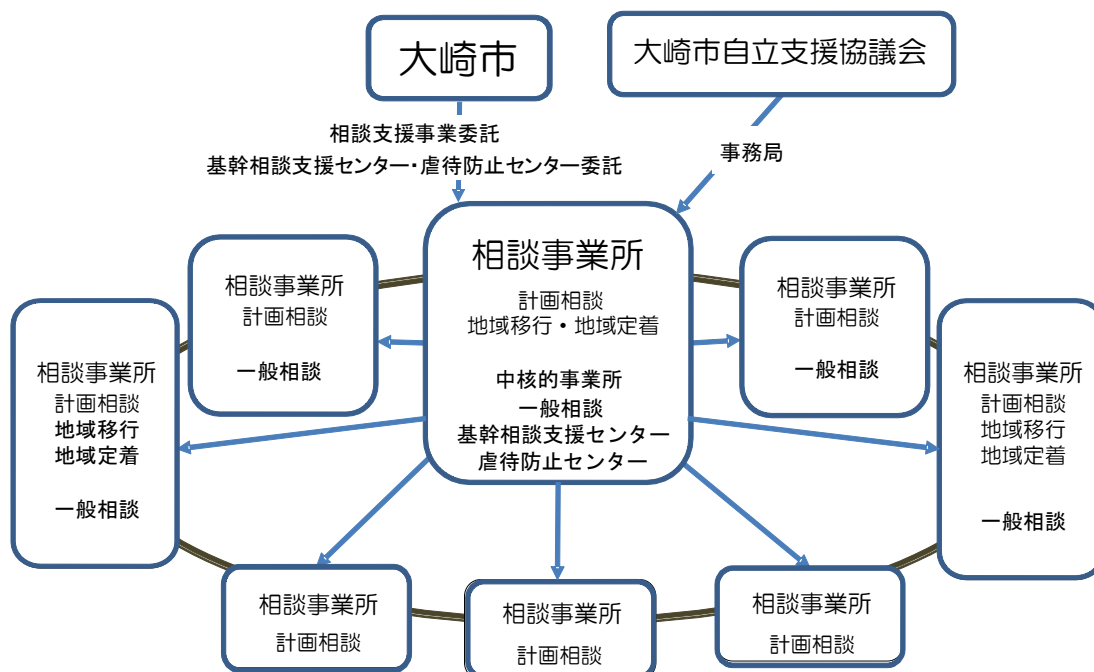 大崎市
大崎市自立支援協議会
相談支援事業委託
基幹相談支援センター・虐待防止センター委託
事務局
相談事業所
計画相談
地域移行・地域定着
中核的事業所
一般相談
基幹相談支援センター
虐待防止センター
相談事業所
計画相談
一般相談
相談事業所
計画相談
一般相談
相談事業所
計画相談
地域移行
地域定着
一般相談
相談事業所
計画相談
地域移行
地域定着
一般相談
相談事業所
計画相談
相談事業所
計画相談
相談事業所
計画相談